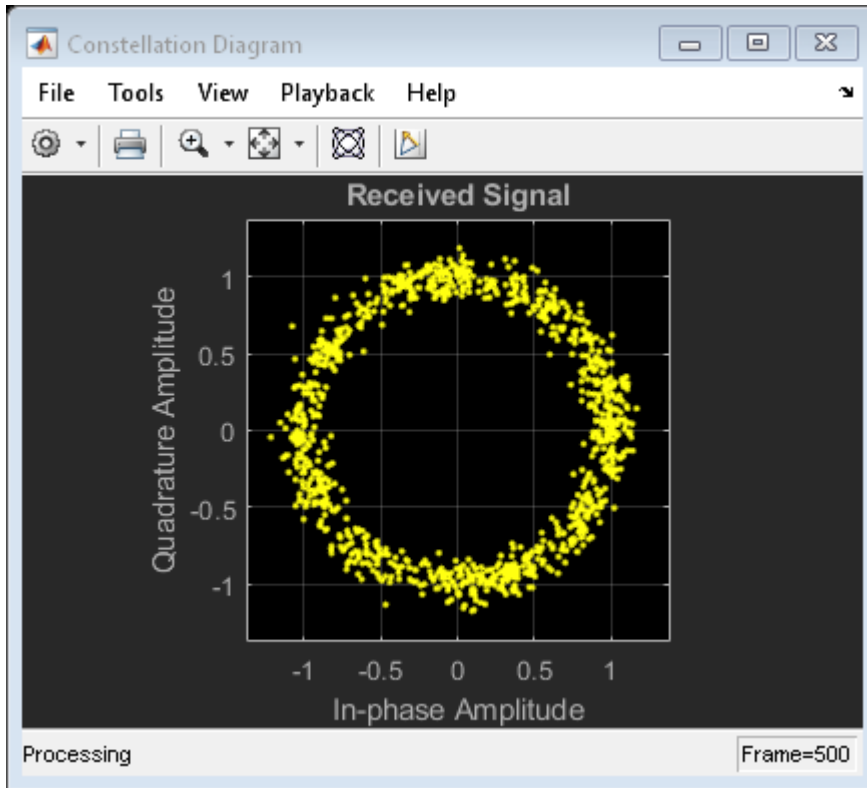 Constellation Diagram
File Tools View Playback Help
Received Signal
Quadrature Amplitude
1
0.5
0
-0.5
-1
-1 -0.5 0 0.5 1
In-phase Amplitude
Processing Frame=500